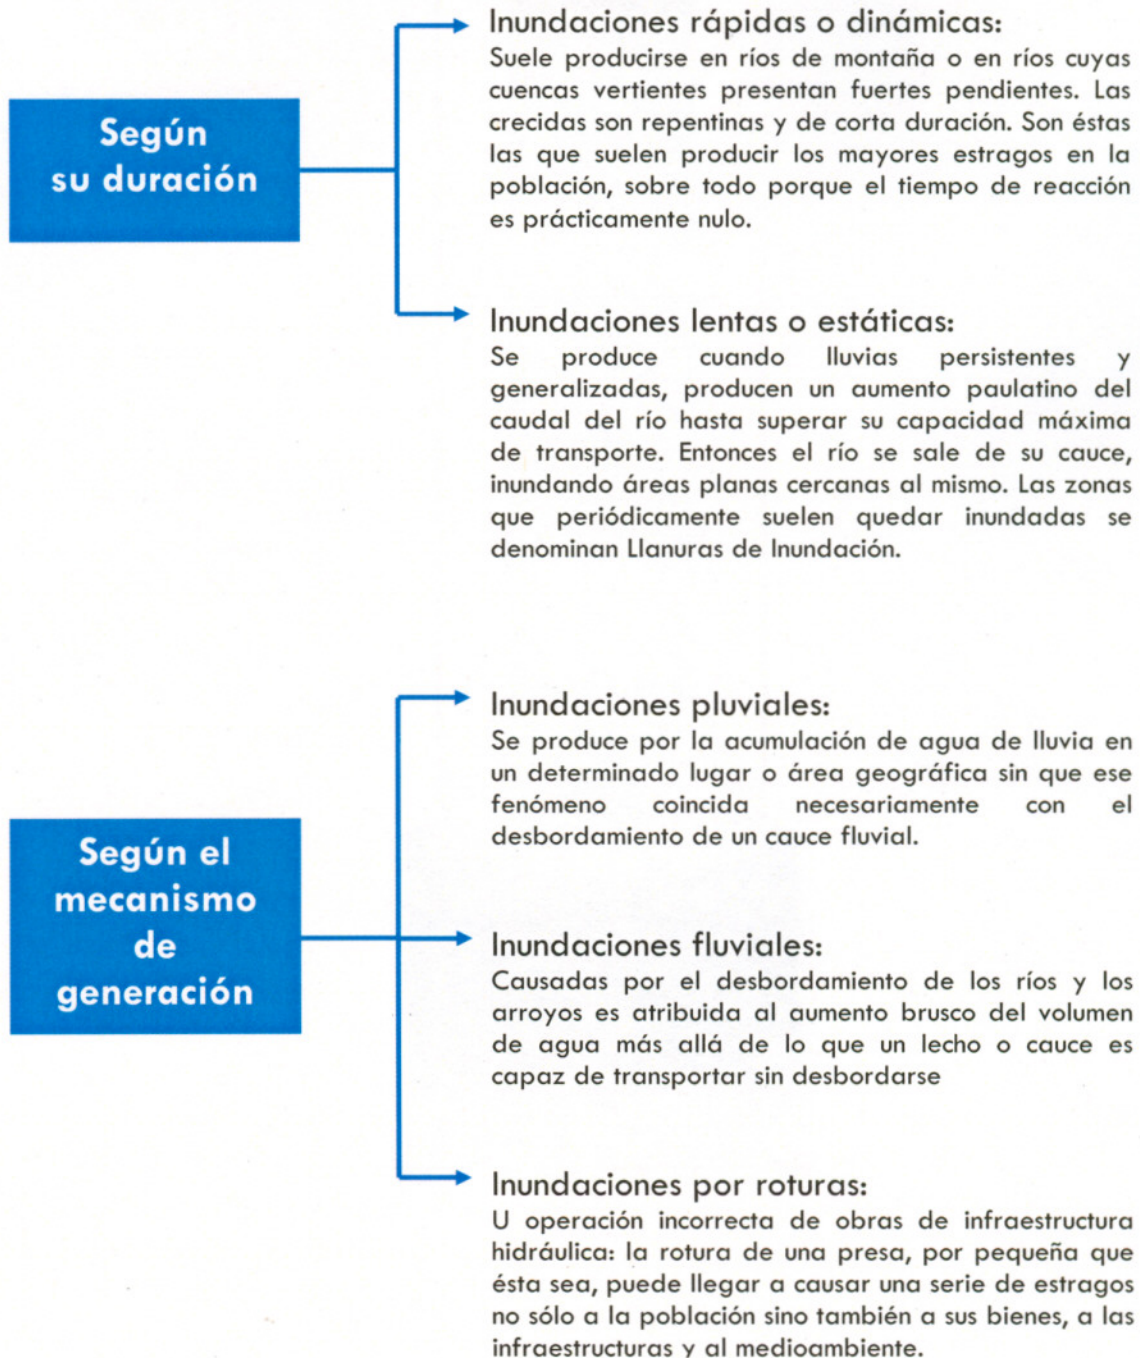 Según
su duración
Inundaciones rápidas o dinámicas:
Suele producirse en ríos de montaña o en ríos cuyas
cuencas vertientes presentan fuertes pendientes. Las
crecidas son repentinas y de corta duración. Son éstas
las que suelen producir los mayores estragos en la
población, sobre todo porque el tiempo de reacción
es prácticamente nulo.
Inundaciones lentas o estáticas:
Se produce cuando lluvias persistentes y
generalizadas, producen un aumento paulatino del
caudal del río hasta superar su capacidad máxima
de transporte. Entonces el río se sale de su cauce,
inundando áreas planas cercanas al mismo. Las zonas
que periódicamente suelen quedar inundadas se
denominan Llanuras de Inundación.
Según el
mecanismo
de
generación
Inundaciones pluviales:
Se produce por la acumulación de agua de lluvia en
un determinado lugar o área geográfica sin que ese
fenómeno coincida necesariamente con el
desbordamiento de un cauce fluvial.
Inundaciones fluviales:
Causadas por el desbordamiento de los ríos y los
arroyos es atribuida al aumento brusco del volumen
de agua más allá de lo que un lecho o cauce es
capaz de transportar sin desbordarse
Inundaciones por roturas:
U operación incorrecta de obras de infraestructura
hidráulica: la rotura de una presa, por pequeña que
ésta sea, puede llegar a causar una serie de estragos
no sólo a la población sino también a sus bienes, a las
infraestructuras y al medioambiente.